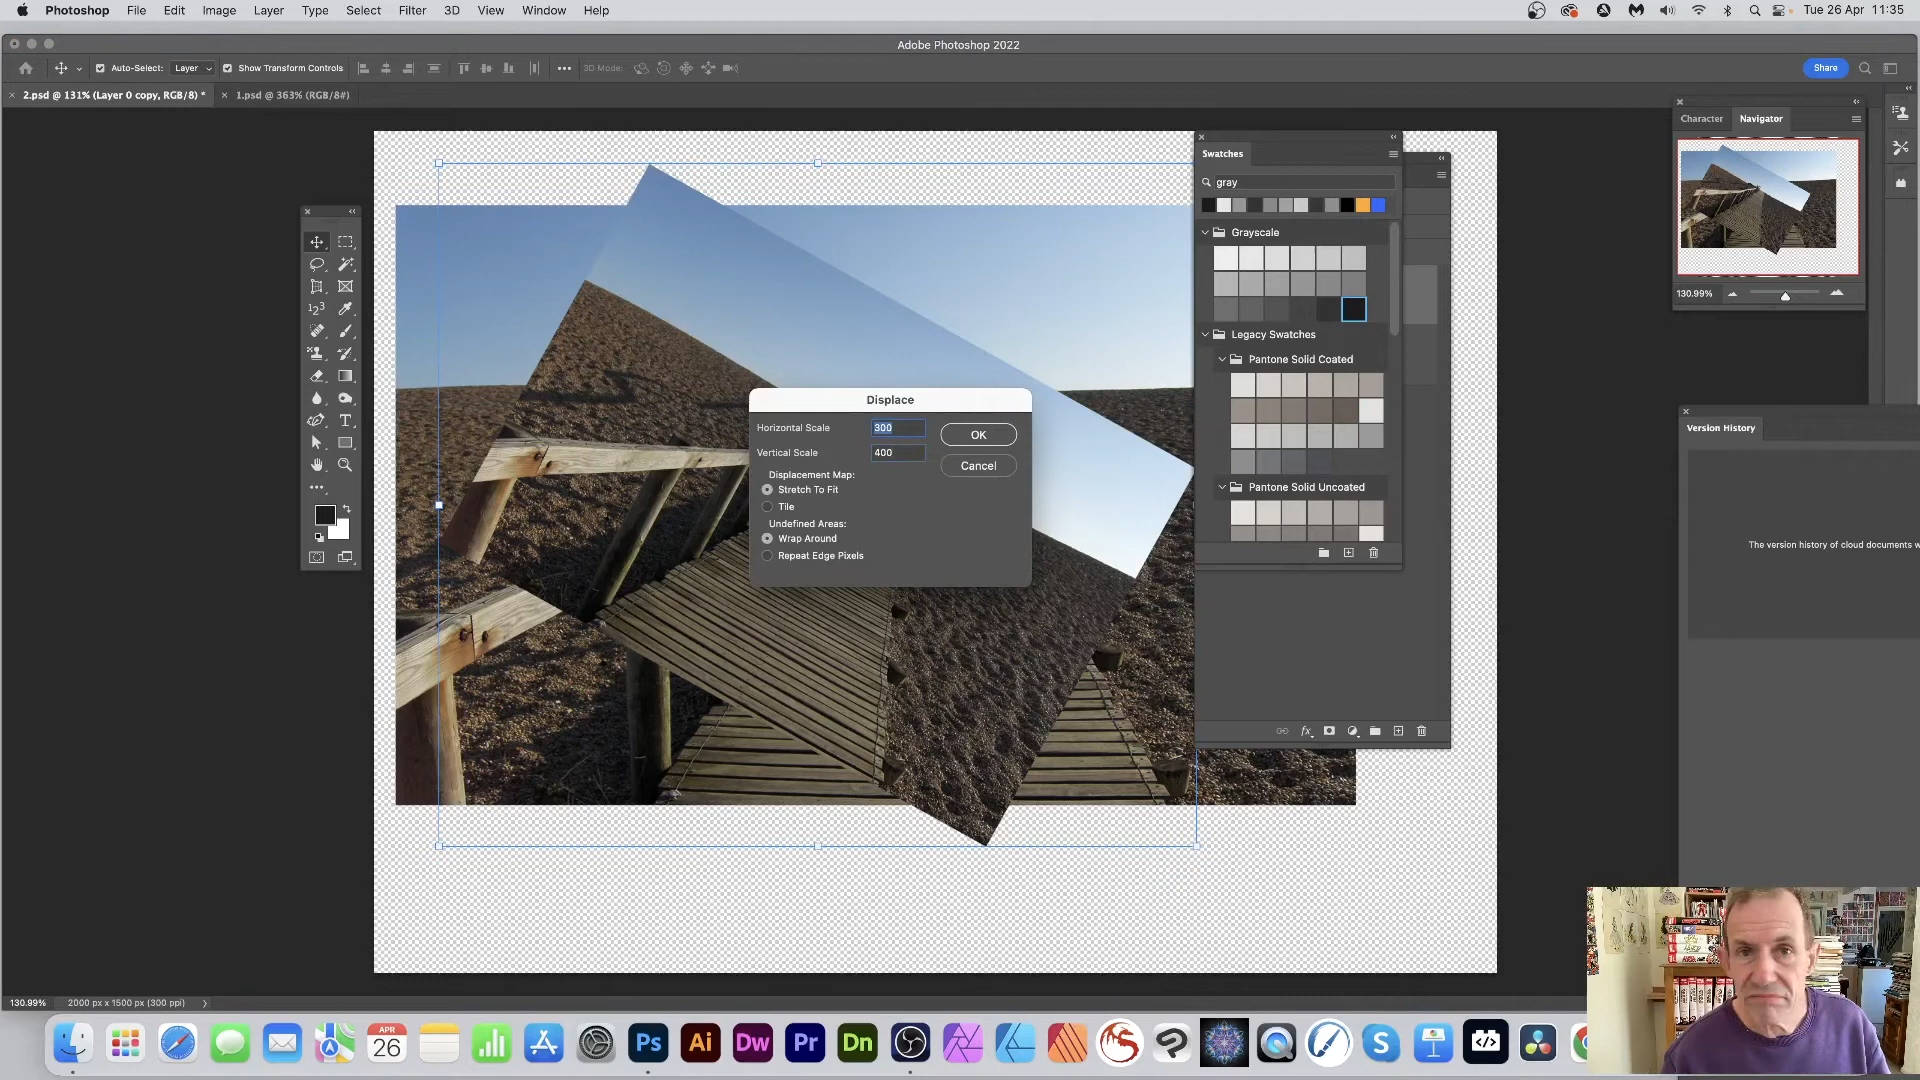 Photoshop File Edit Image Layer Type Select Filter 3D View Window Help
Tue 26 Apr 11:35
Adobe Photoshop 2022
Auto-Select: Layer Show Transform Controls 3D Mode: Share
2.psd @ 131% (Layer 0 copy, RGB/8) *
1.psd @ 363% (RGB/8#)
Character Navigator
130.99%
Swatches
gray
Grayscale
Legacy Swatches
Pantone Solid Coated
Pantone Solid Uncoated
Displace
Horizontal Scale 300 OK
Vertical Scale 400 Cancel
Displacement Map:
Stretch To Fit
Tile
Undefined Areas:
Wrap Around
Repeat Edge Pixels
Version History
The version history of cloud documents w
1 2 3
T
fx
130.99% 2000 px x 1500 px (300 ppi)
APR
26
Ps Ai Dw Pr Dn